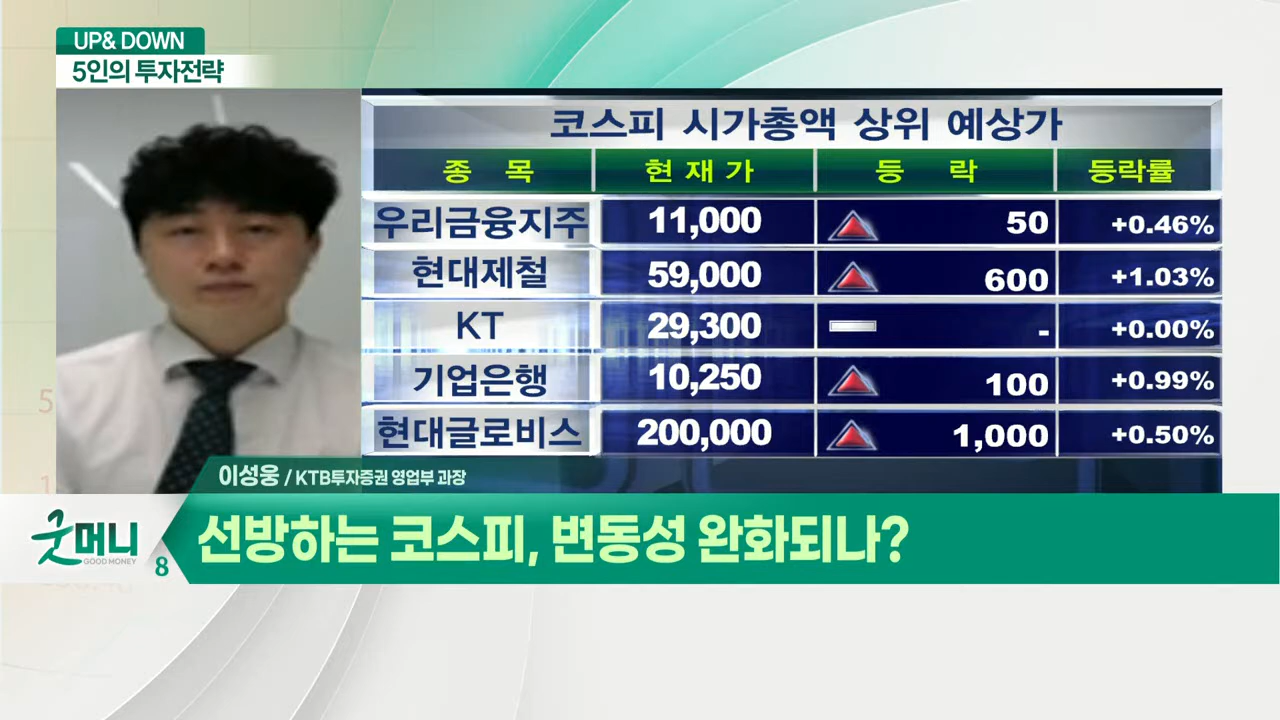 UP& DOWN
5인의 투자전략
코스피 시가총액 상위 예상가
종 목 현 재 가 등 락 등락률
우리금융지주 11,000 50 +0.46%
현대제철 59,000 600 +1.03%
KT 29,300 - +0.00%
기업은행 10,250 100 +0.99%
현대글로비스 200,000 1,000 +0.50%
이성웅 / KTB투자증권 영업부 과장
굿머니
GOOD MONEY
8
선방하는 코스피, 변동성 완화되나?